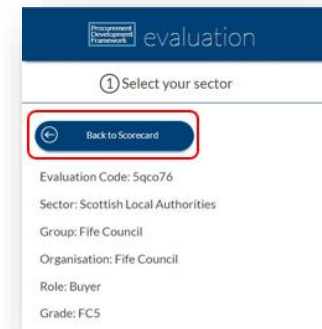 Procurement
Development
Framework
evaluation
1 Select your sector
Back to Scorecard
Evaluation Code: 5qco76
Sector: Scottish Local Authorities
Group: Fife Council
Organisation: Fife Council
Role: Buyer
Grade: FC5